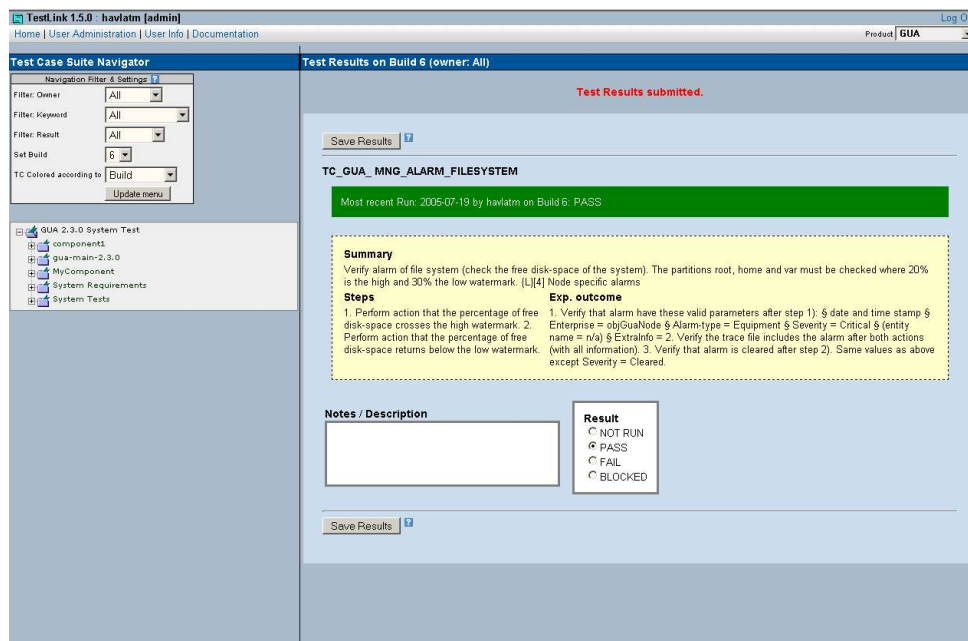 TestLink 1.5.0 : havlatm [admin]
Log O
Home | User Administration | User Info | Documentation
Product GUA
Test Case Suite Navigator
Navigation Filter & Settings ?
Filter: Owner All
Filter: Keyword All
Filter: Result All
Set Build 6
TC Colored according to Build
Update menu
GUA 2.3.0 System Test
component1
gua-main-2.3.0
MyComponent
System Requirements
System Tests
Test Results on Build 6 (owner: All)
Test Results submitted.
Save Results ?
TC_GUA_ MNG_ALARM_FILESYSTEM
Most recent Run: 2005-07-19 by havlatm on Build 6: PASS
Summary
Verify alarm of file system (check the free disk-space of the system). The partitions root, home and var must be checked where 20%
is the high and 30% the low watermark. (L)[4] Node specific alarms
Steps
1. Perform action that the percentage of free
disk-space crosses the high watermark. 2.
Perform action that the percentage of free
disk-space returns below the low watermark.
Exp. outcome
1. Verify that alarm have these valid parameters after step 1): § date and time stamp §
Enterprise = objGuaNode § Alarm-type = Equipment § Severity = Critical § (entity
name = n/a) § ExtraInfo = 2. Verify the trace file includes the alarm after both actions
(with all information). 3. Verify that alarm is cleared after step 2). Same values as above
except Severity = Cleared.
Notes / Description
Result
NOT RUN
PASS
FAIL
BLOCKED
Save Results ?